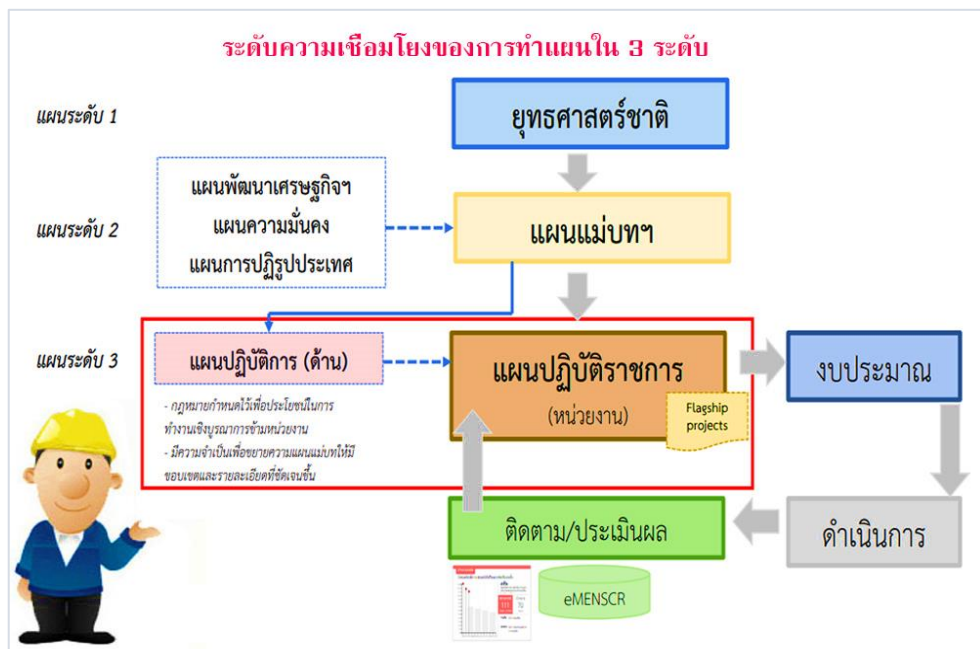 ระดับความเชื่อมโยงของการทำแผนใน 3 ระดับ
แผนระดับ 1
ยุทธศาสตร์ชาติ
แผนพัฒนาเศรษฐกิจฯ
แผนความมั่นคง
แผนการปฏิรูปประเทศ
แผนระดับ 2
แผนแม่บทฯ
แผนระดับ 3
แผนปฏิบัติการ (ด้าน)
แผนปฏิบัติราชการ
(หน่วยงาน)
Flagship
projects
งบประมาณ
- กฎหมายกำหนดไว้เพื่อประโยชน์ในการ
ทำงานเชิงบูรณาการข้ามหน่วยงาน
- มีความจำเป็นเพื่อขยายความแผนแม่บทให้มี
ขอบเขตและรายละเอียดที่ชัดเจนขึ้น
ติดตาม/ประเมินผล
ดำเนินการ
eMENSCR